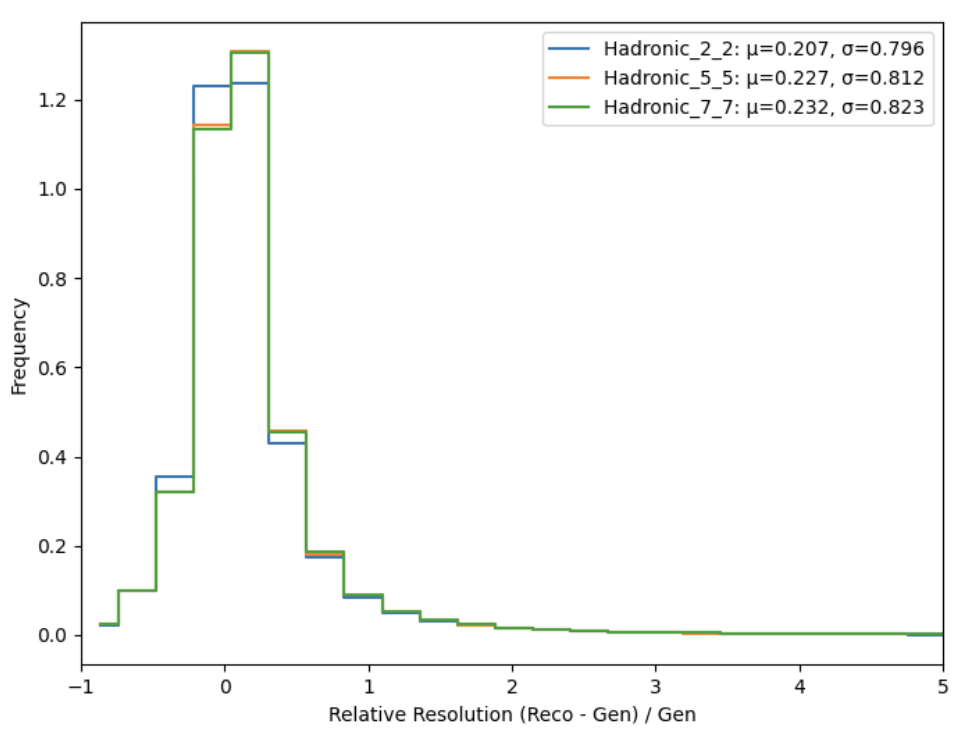 Hadronic_2_2: μ=0.207, σ=0.796
Hadronic_5_5: μ=0.227, σ=0.812
Hadronic_7_7: μ=0.232, σ=0.823
Frequency
1.2
1.0
0.8
0.6
0.4
0.2
0.0
−1 0 1 2 3 4 5
Relative Resolution (Reco - Gen) / Gen